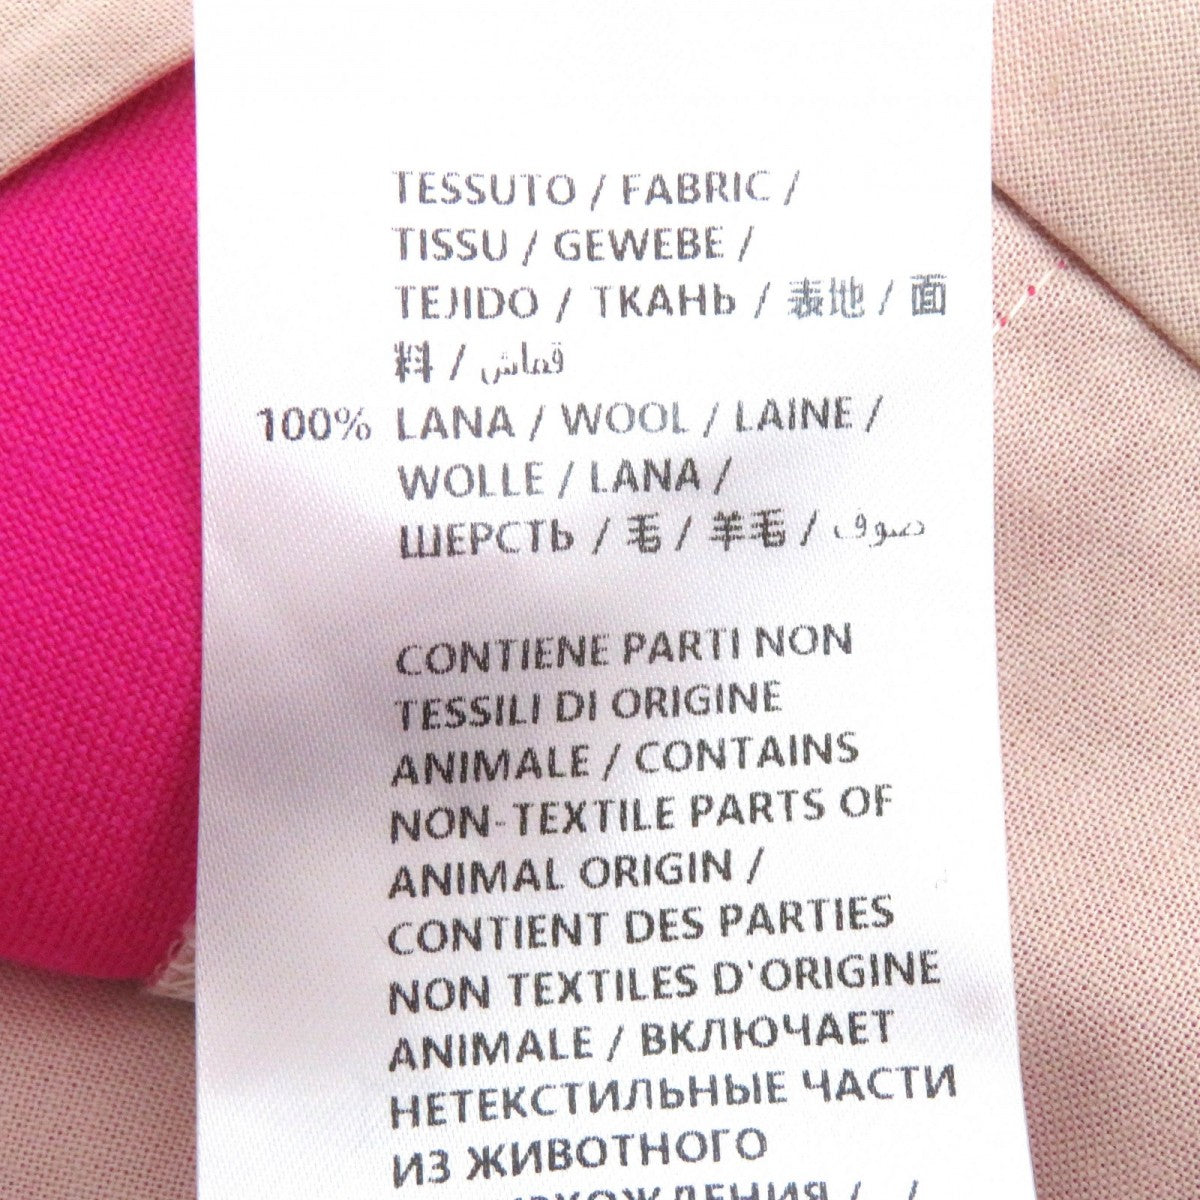 TESSUTO / FABRIC /
TISSU / GEWEBE /
TEJIDO / ТКАНЬ / 表地 / 面
料 / قماش
100% LANA / WOOL / LAINE /
WOLLE / LANA /
ШЕРСТЬ / 毛 / 羊毛 / صوف
CONTIENE PARTI NON
TESSILI DI ORIGINE
ANIMALE / CONTAINS
NON-TEXTILE PARTS OF
ANIMAL ORIGIN /
CONTIENT DES PARTIES
NON TEXTILES D'ORIGINE
ANIMALE / ВКЛЮЧАЕТ
НЕТЕКСТИЛЬНЫЕ ЧАСТИ
ИЗ ЖИВОТНОГО